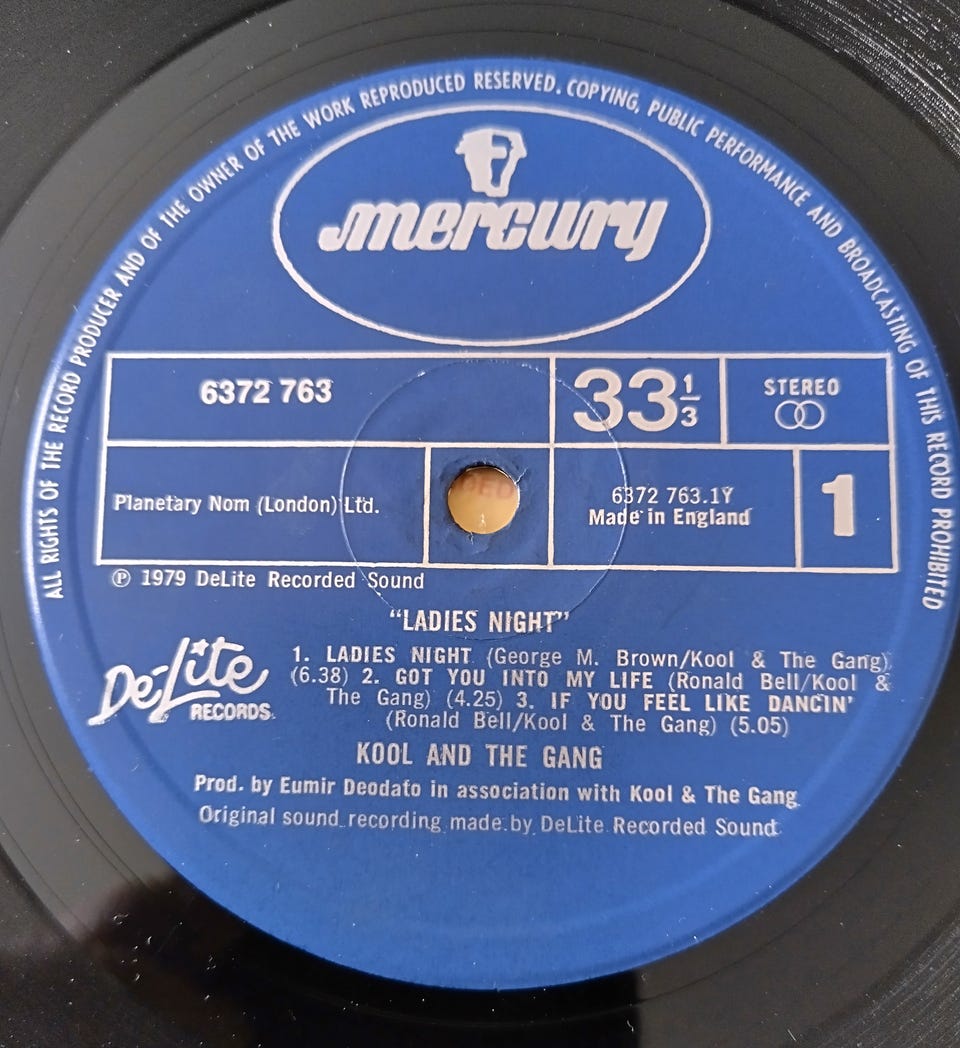 ALL RIGHTS OF THE RECORD PRODUCER AND OF THE OWNER OF THE WORK REPRODUCED RESERVED. COPYING, PUBLIC PERFORMANCE AND BROADCASTING OF THIS RECORD PROHIBITED
mercury
6372 763
33 1/3
STEREO
Planetary Nom (London) Ltd.
6372 763.1Y
Made in England
1
℗ 1979 DeLite Recorded Sound
"LADIES NIGHT"
De-Lite
RECORDS
1. LADIES NIGHT (George M. Brown/Kool & The Gang)
(6.38) 2. GOT YOU INTO MY LIFE (Ronald Bell/Kool &
The Gang) (4.25) 3. IF YOU FEEL LIKE DANCIN'
(Ronald Bell/Kool & The Gang) (5.05)
KOOL AND THE GANG
Prod. by Eumir Deodato in association with Kool & The Gang
Original sound recording made by DeLite Recorded Sound